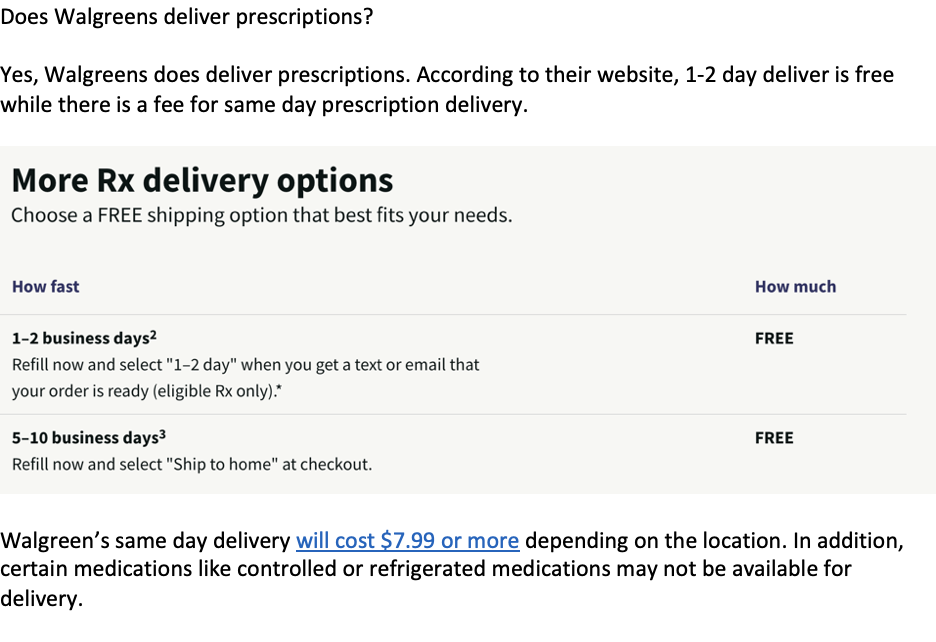 Does Walgreens deliver prescriptions?
Yes, Walgreens does deliver prescriptions. According to their website, 1-2 day deliver is free
while there is a fee for same day prescription delivery.
More Rx delivery options
Choose a FREE shipping option that best fits your needs.
How fast How much
1–2 business days² FREE
Refill now and select "1–2 day" when you get a text or email that
your order is ready (eligible Rx only).*
5–10 business days³ FREE
Refill now and select "Ship to home" at checkout.
Walgreen’s same day delivery will cost $7.99 or more depending on the location. In addition,
certain medications like controlled or refrigerated medications may not be available for
delivery.